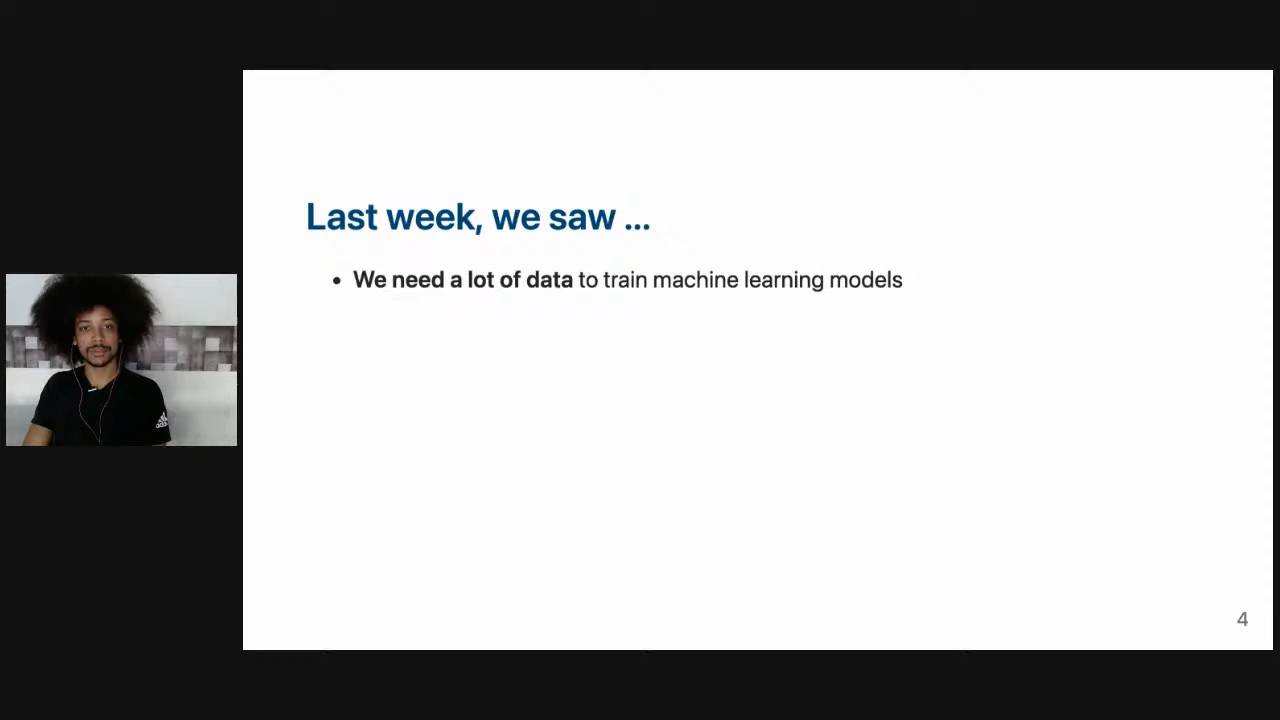 Last week, we saw ...
• We need a lot of data to train machine learning models
4